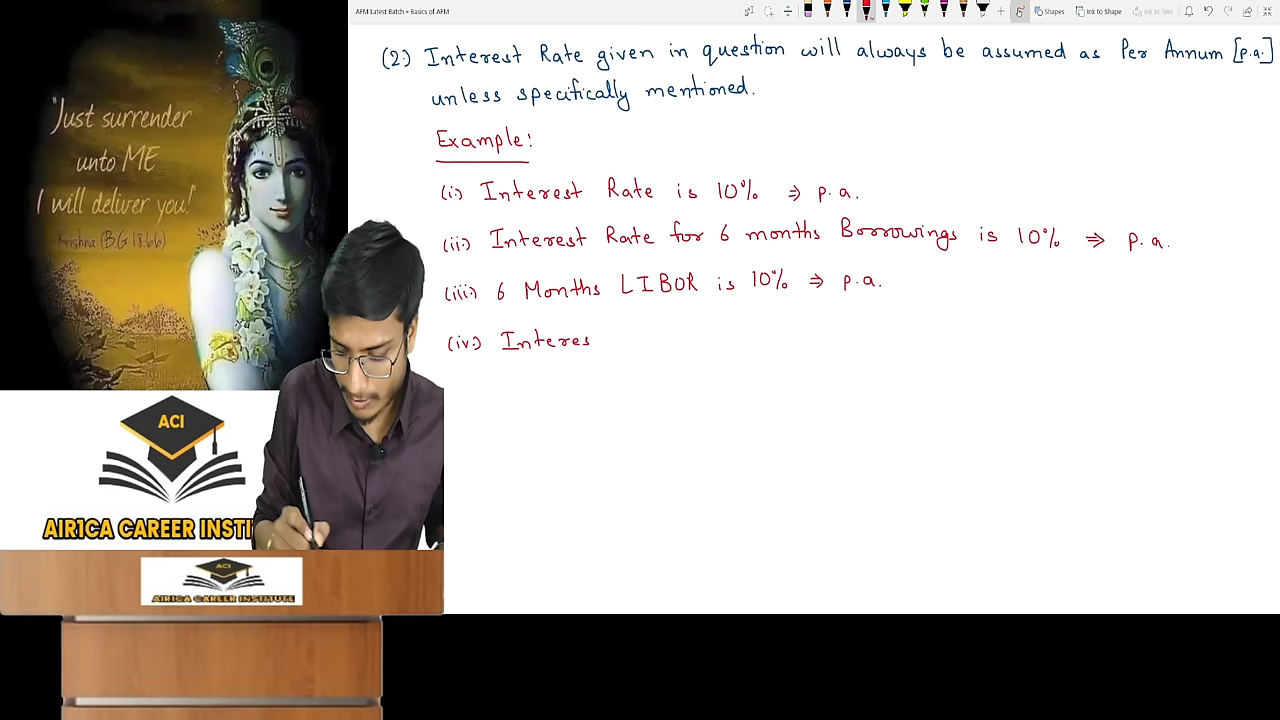 AFM Latest Batch » Basics of AFM
Shapes
Ink to Shape
Ink to Text
(2.) Interest Rate given in question will always be assumed as Per Annum [p.a.]
unless specifically mentioned.
Example:
(i.) Interest Rate is 10% ⇒ p.a.
(ii.) Interest Rate for 6 months Borrowings is 10% ⇒ p.a.
(iii.) 6 Months LIBOR is 10% ⇒ p.a.
(iv.) Interes
"Just surrender
unto ME
I will deliver you!"
Krishna (BG 18:66)
ACI
AIR1CA CAREER INSTI
AIR1CA CAREER INSTITUTE